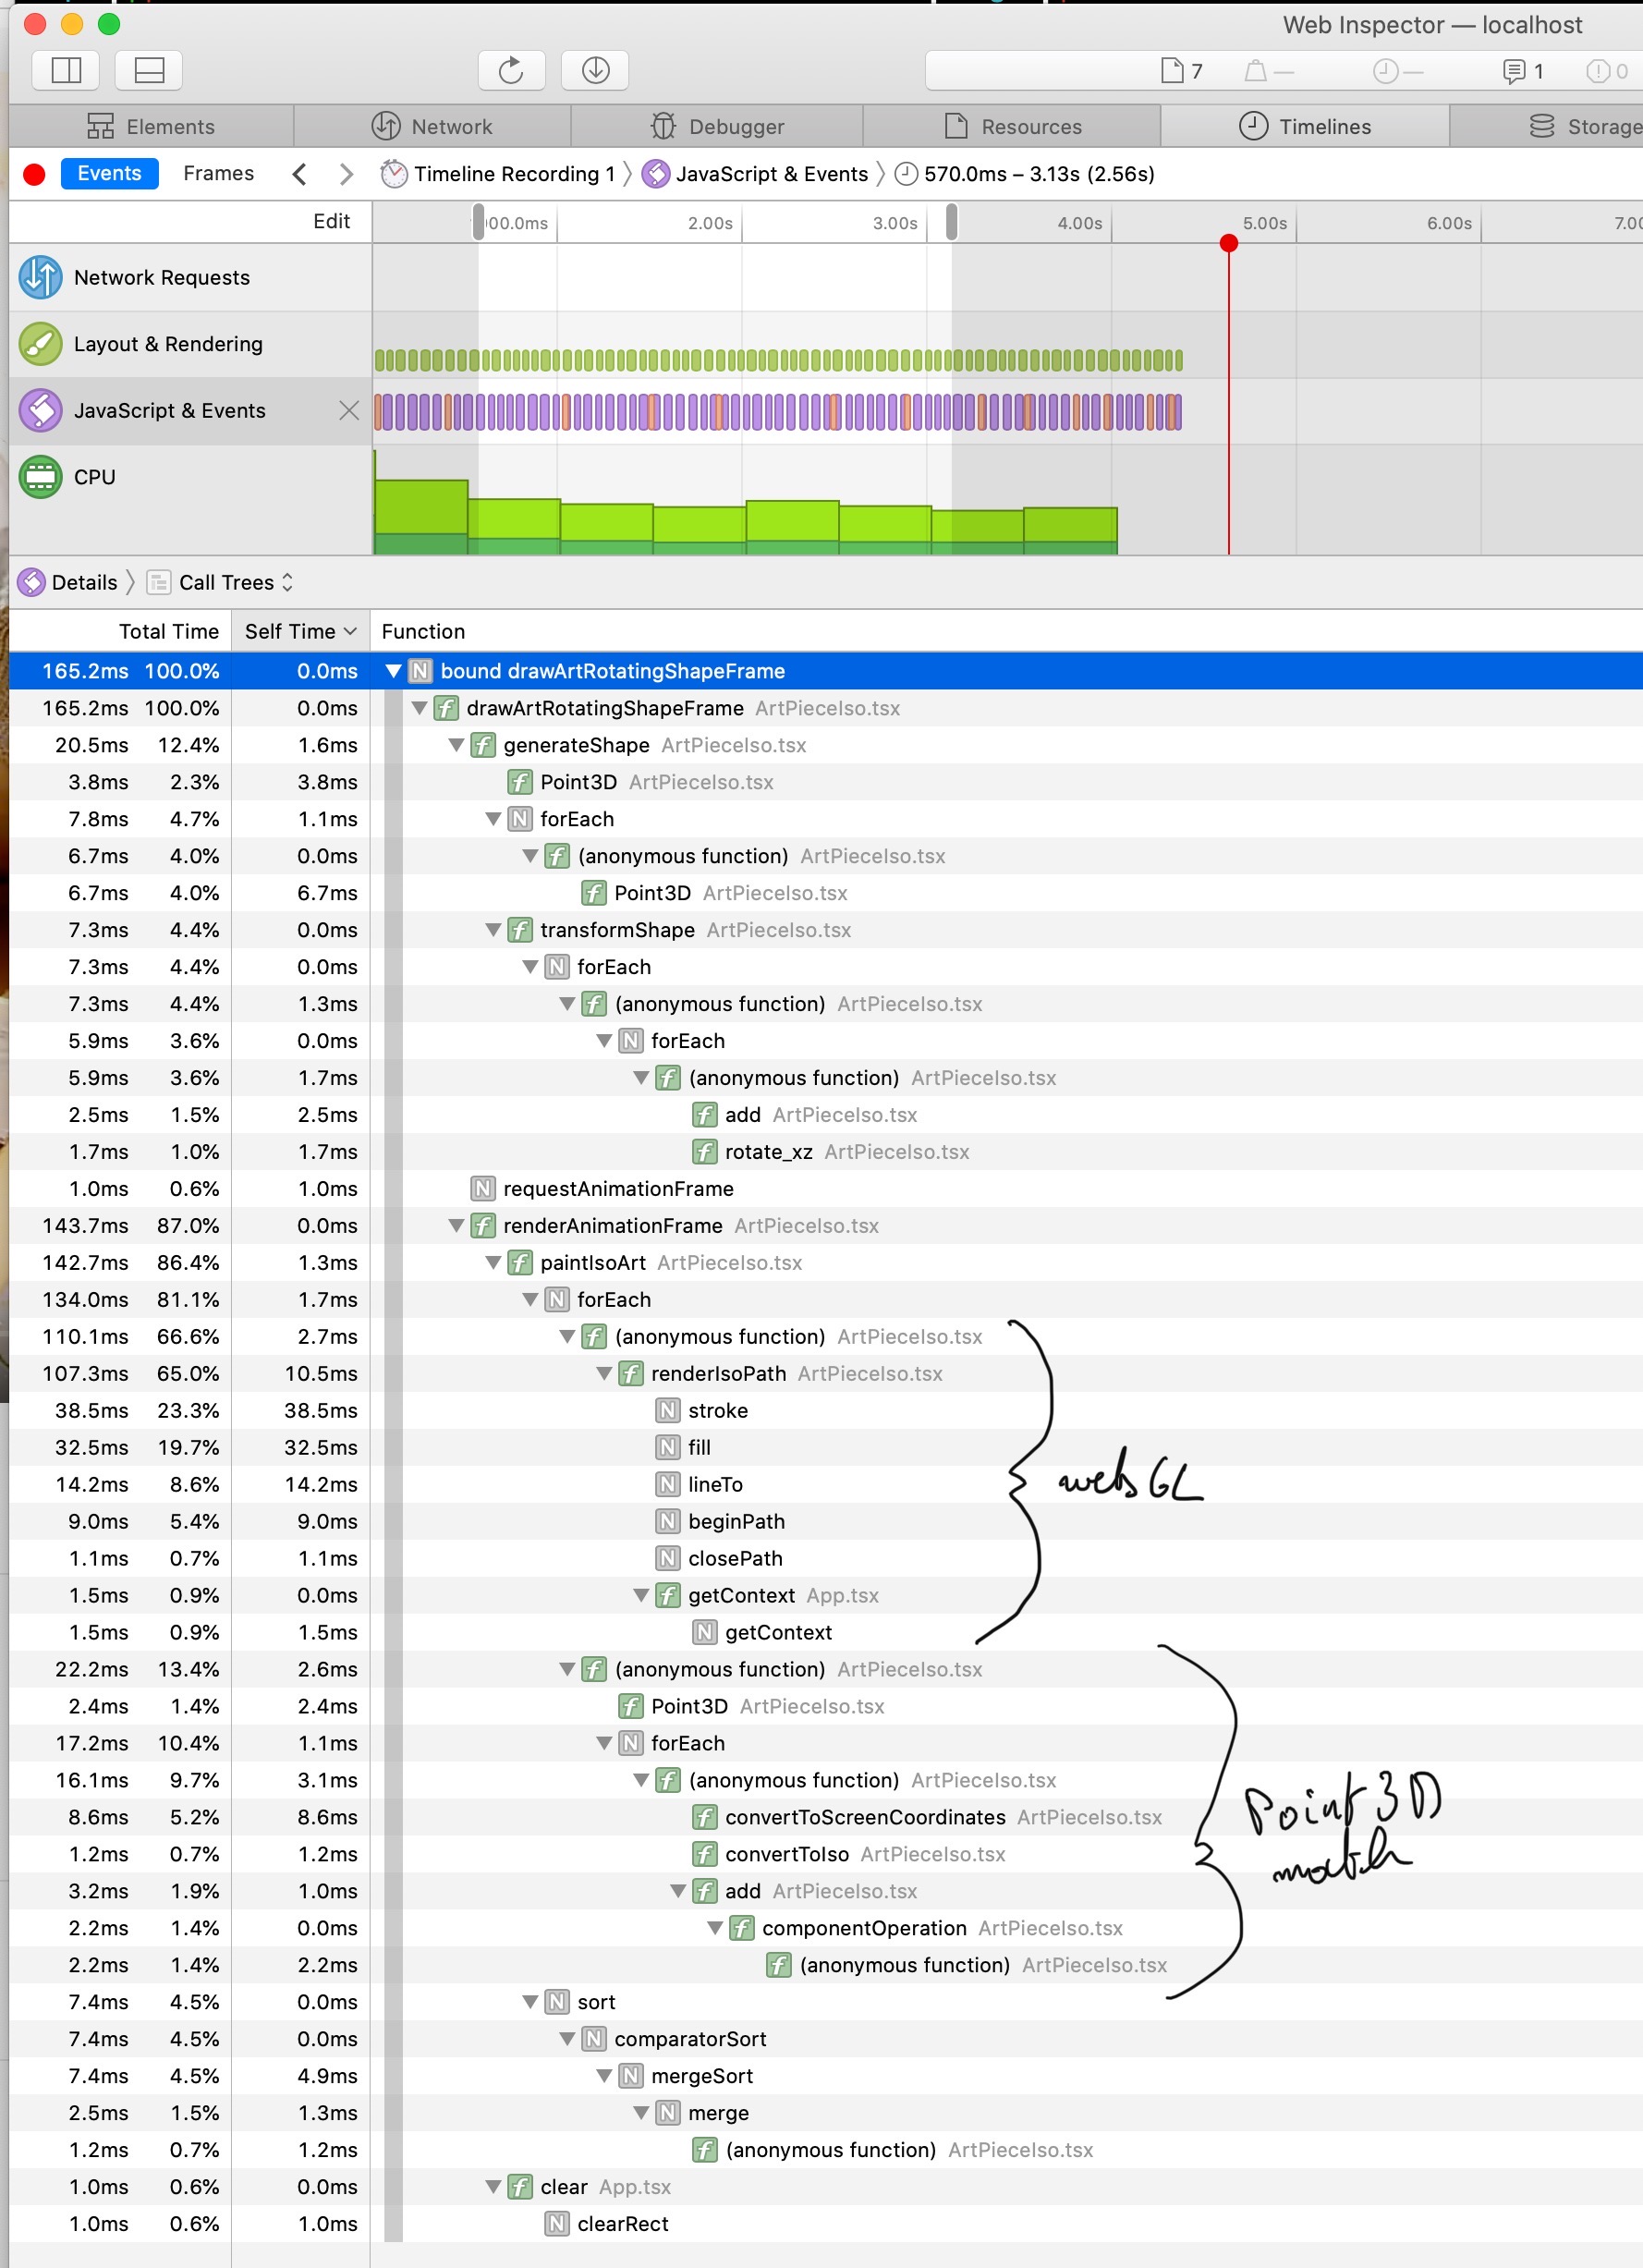 Web Inspector — localhost
7 — — 1 0
Elements Network Debugger Resources Timelines Storage
Events Frames Timeline Recording 1 JavaScript & Events 570.0ms – 3.13s (2.56s)
Edit 00.0ms 2.00s 3.00s 4.00s 5.00s 6.00s 7.00
Network Requests
Layout & Rendering
JavaScript & Events
CPU
Details Call Trees
Total Time Self Time Function
165.2ms 100.0% 0.0ms N bound drawArtRotatingShapeFrame
165.2ms 100.0% 0.0ms f drawArtRotatingShapeFrame ArtPieceIso.tsx
20.5ms 12.4% 1.6ms f generateShape ArtPieceIso.tsx
3.8ms 2.3% 3.8ms f Point3D ArtPieceIso.tsx
7.8ms 4.7% 1.1ms N forEach
6.7ms 4.0% 0.0ms f (anonymous function) ArtPieceIso.tsx
6.7ms 4.0% 6.7ms f Point3D ArtPieceIso.tsx
7.3ms 4.4% 0.0ms f transformShape ArtPieceIso.tsx
7.3ms 4.4% 0.0ms N forEach
7.3ms 4.4% 1.3ms f (anonymous function) ArtPieceIso.tsx
5.9ms 3.6% 0.0ms N forEach
5.9ms 3.6% 1.7ms f (anonymous function) ArtPieceIso.tsx
2.5ms 1.5% 2.5ms f add ArtPieceIso.tsx
1.7ms 1.0% 1.7ms f rotate_xz ArtPieceIso.tsx
1.0ms 0.6% 1.0ms N requestAnimationFrame
143.7ms 87.0% 0.0ms f renderAnimationFrame ArtPieceIso.tsx
142.7ms 86.4% 1.3ms f paintIsoArt ArtPieceIso.tsx
134.0ms 81.1% 1.7ms N forEach
110.1ms 66.6% 2.7ms f (anonymous function) ArtPieceIso.tsx
107.3ms 65.0% 10.5ms f renderIsoPath ArtPieceIso.tsx
38.5ms 23.3% 38.5ms N stroke
32.5ms 19.7% 32.5ms N fill
14.2ms 8.6% 14.2ms N lineTo
webGL
9.0ms 5.4% 9.0ms N beginPath
1.1ms 0.7% 1.1ms N closePath
1.5ms 0.9% 0.0ms f getContext App.tsx
1.5ms 0.9% 1.5ms N getContext
22.2ms 13.4% 2.6ms f (anonymous function) ArtPieceIso.tsx
2.4ms 1.4% 2.4ms f Point3D ArtPieceIso.tsx
17.2ms 10.4% 1.1ms N forEach
16.1ms 9.7% 3.1ms f (anonymous function) ArtPieceIso.tsx
8.6ms 5.2% 8.6ms f convertToScreenCoordinates ArtPieceIso.tsx
Point 3D
math
1.2ms 0.7% 1.2ms f convertToIso ArtPieceIso.tsx
3.2ms 1.9% 1.0ms f add ArtPieceIso.tsx
2.2ms 1.4% 0.0ms f componentOperation ArtPieceIso.tsx
2.2ms 1.4% 2.2ms f (anonymous function) ArtPieceIso.tsx
7.4ms 4.5% 0.0ms N sort
7.4ms 4.5% 0.0ms N comparatorSort
7.4ms 4.5% 4.9ms N mergeSort
2.5ms 1.5% 1.3ms N merge
1.2ms 0.7% 1.2ms f (anonymous function) ArtPieceIso.tsx
1.0ms 0.6% 0.0ms f clear App.tsx
1.0ms 0.6% 1.0ms N clearRect